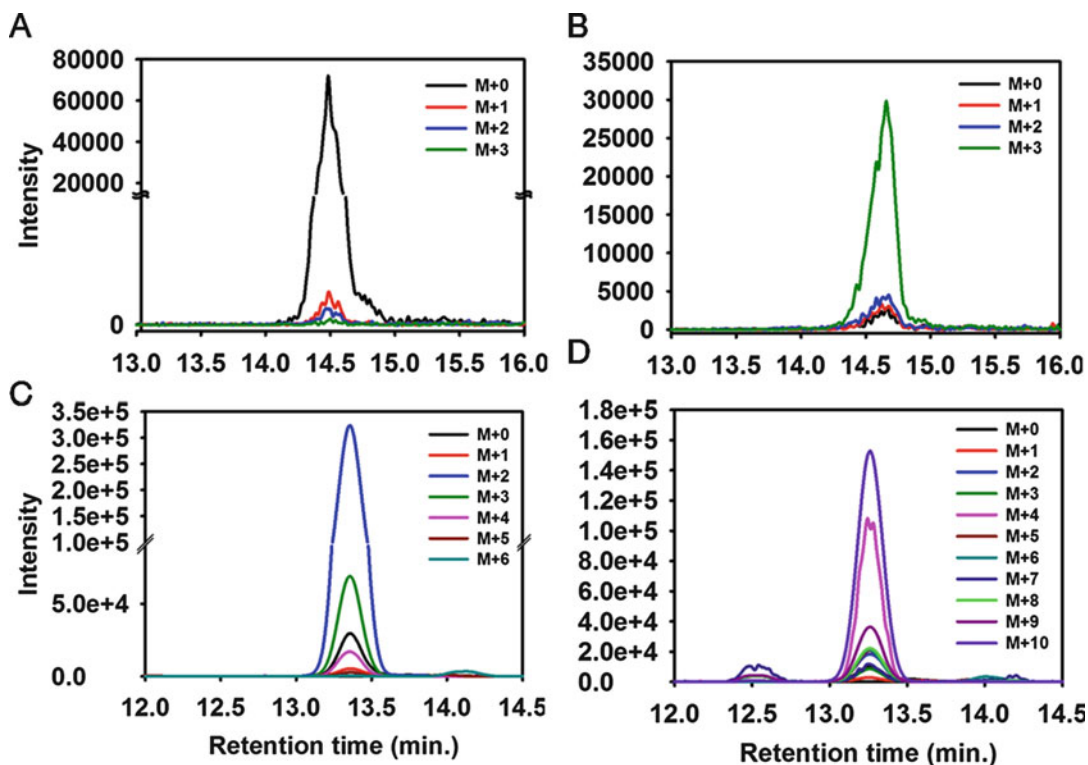 A
80000
60000
40000
20000
0
Intensity
M+0
M+1
M+2
M+3
13.0 13.5 14.0 14.5 15.0 15.5 16.0
B
35000
30000
25000
20000
15000
10000
5000
0
M+0
M+1
M+2
M+3
13.0 13.5 14.0 14.5 15.0 15.5 16.0
C
3.5e+5
3.0e+5
2.5e+5
2.0e+5
1.5e+5
1.0e+5
5.0e+4
0.0
Intensity
M+0
M+1
M+2
M+3
M+4
M+5
M+6
12.0 12.5 13.0 13.5 14.0 14.5
Retention time (min.)
D
1.8e+5
1.6e+5
1.4e+5
1.2e+5
1.0e+5
8.0e+4
6.0e+4
4.0e+4
2.0e+4
0.0
M+0
M+1
M+2
M+3
M+4
M+5
M+6
M+7
M+8
M+9
M+10
12.0 12.5 13.0 13.5 14.0 14.5
Retention time (min.)